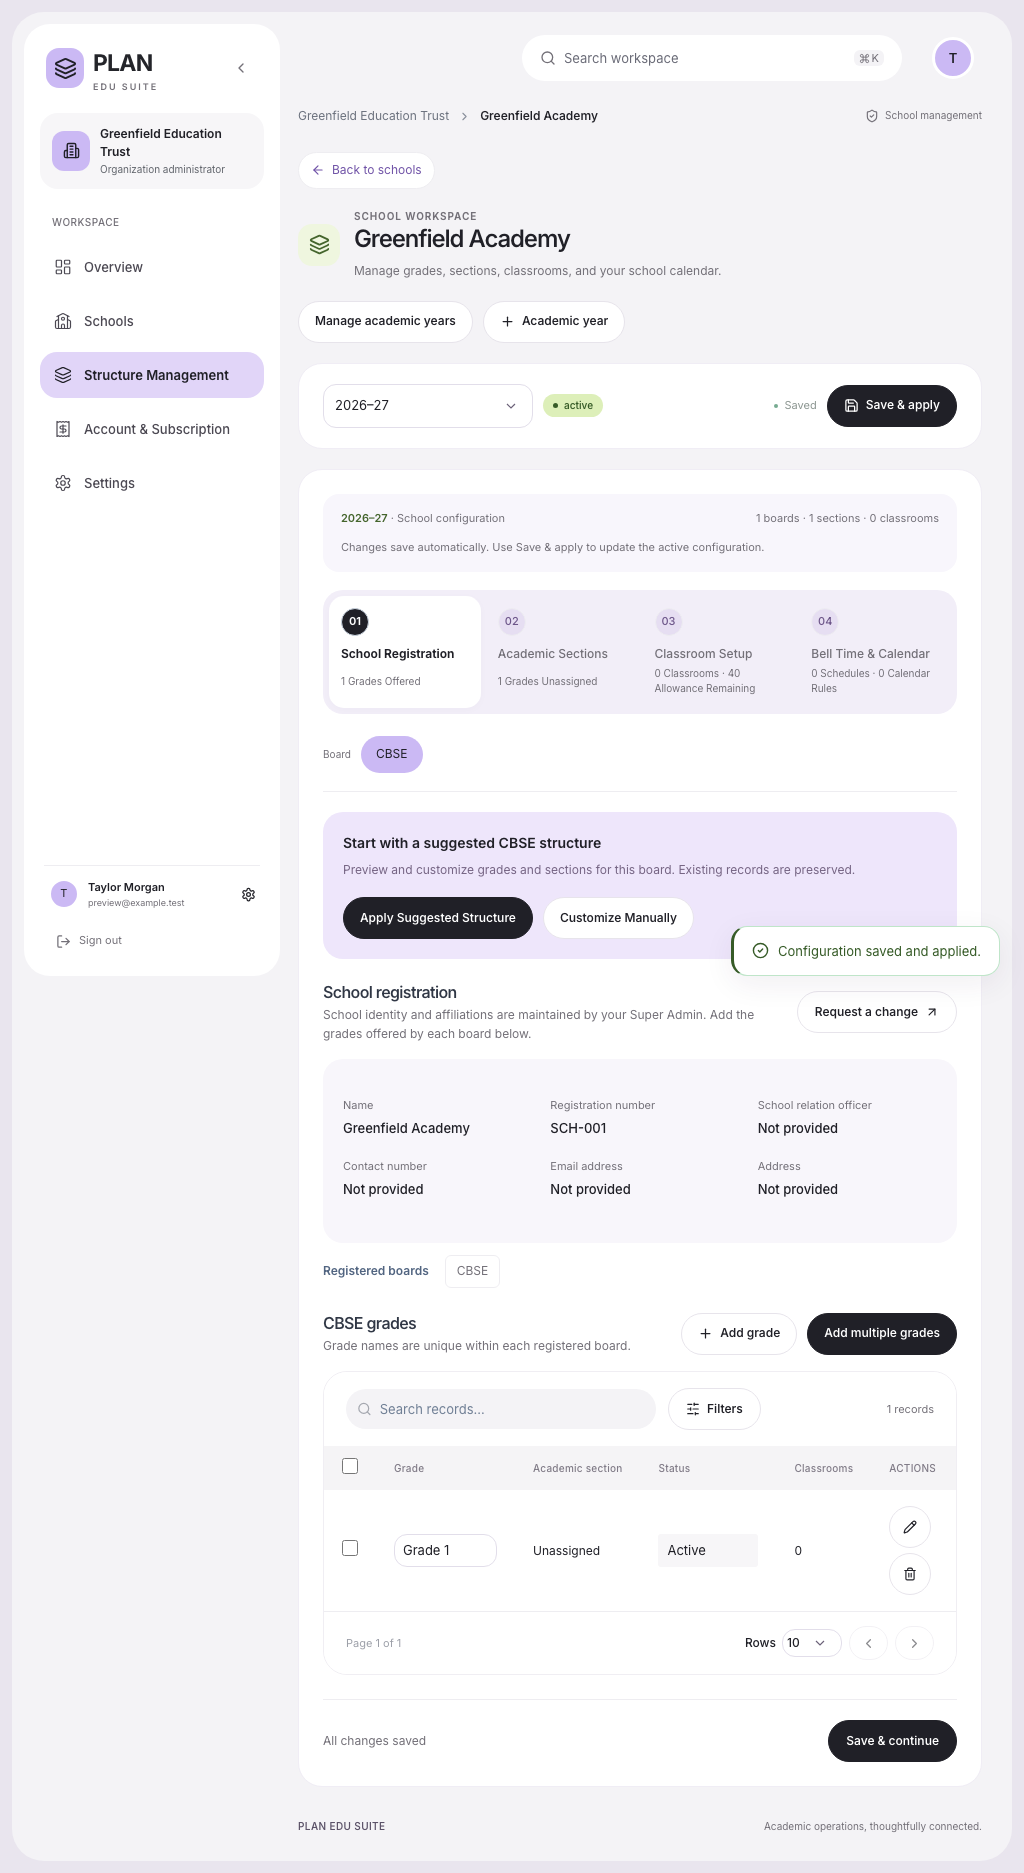 PLAN
EDU SUITE
Greenfield Education
Trust
Organization administrator
WORKSPACE
Overview
Schools
Structure Management
Account & Subscription
Settings
T
Taylor Morgan
preview@example.test
Sign out
Search workspace
⌘K
T
Greenfield Education Trust > Greenfield Academy
School management
Back to schools
SCHOOL WORKSPACE
Greenfield Academy
Manage grades, sections, classrooms, and your school calendar.
Manage academic years
Academic year
2026–27
active
Saved
Save & apply
2026–27 · School configuration
1 boards · 1 sections · 0 classrooms
Changes save automatically. Use Save & apply to update the active configuration.
01
School Registration
1 Grades Offered
02
Academic Sections
1 Grades Unassigned
03
Classroom Setup
0 Classrooms · 40
Allowance Remaining
04
Bell Time & Calendar
0 Schedules · 0 Calendar
Rules
Board
CBSE
Start with a suggested CBSE structure
Preview and customize grades and sections for this board. Existing records are preserved.
Apply Suggested Structure
Customize Manually
Configuration saved and applied.
School registration
School identity and affiliations are maintained by your Super Admin. Add the
grades offered by each board below.
Request a change
Name
Greenfield Academy
Registration number
SCH-001
School relation officer
Not provided
Contact number
Not provided
Email address
Not provided
Address
Not provided
Registered boards
CBSE
CBSE grades
Grade names are unique within each registered board.
Add grade
Add multiple grades
Search records...
Filters
1 records
Grade
Academic section
Status
Classrooms
ACTIONS
Grade 1
Unassigned
Active
0
Page 1 of 1
Rows
10
All changes saved
Save & continue
PLAN EDU SUITE
Academic operations, thoughtfully connected.